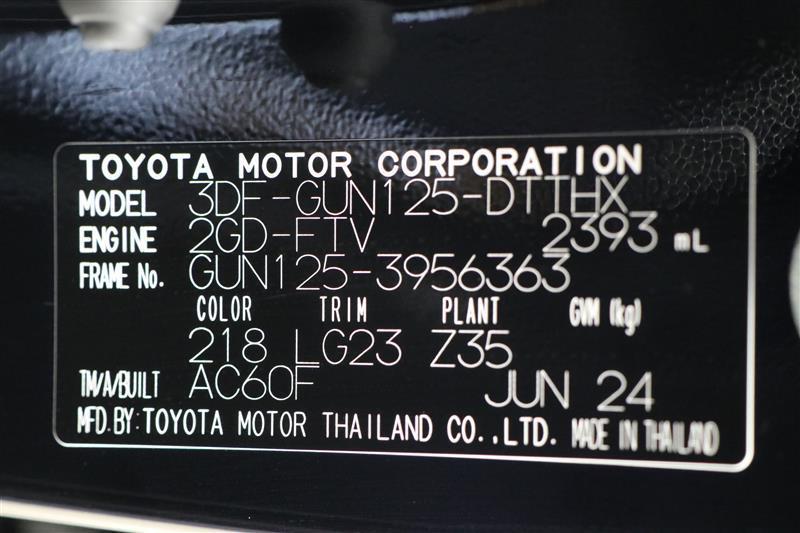 TOYOTA MOTOR CORPORATION
MODEL 3DF-GUN125-DTTHX
ENGINE 2GD-FTV 2393 mL
FRAME No. GUN125-3956363
COLOR TRIM PLANT GVM (kg)
218 LG23 Z35
TM/A/BUILT AC60F JUN 24
MFD.BY:TOYOTA MOTOR THAILAND CO.,LTD. MADE IN THAILAND